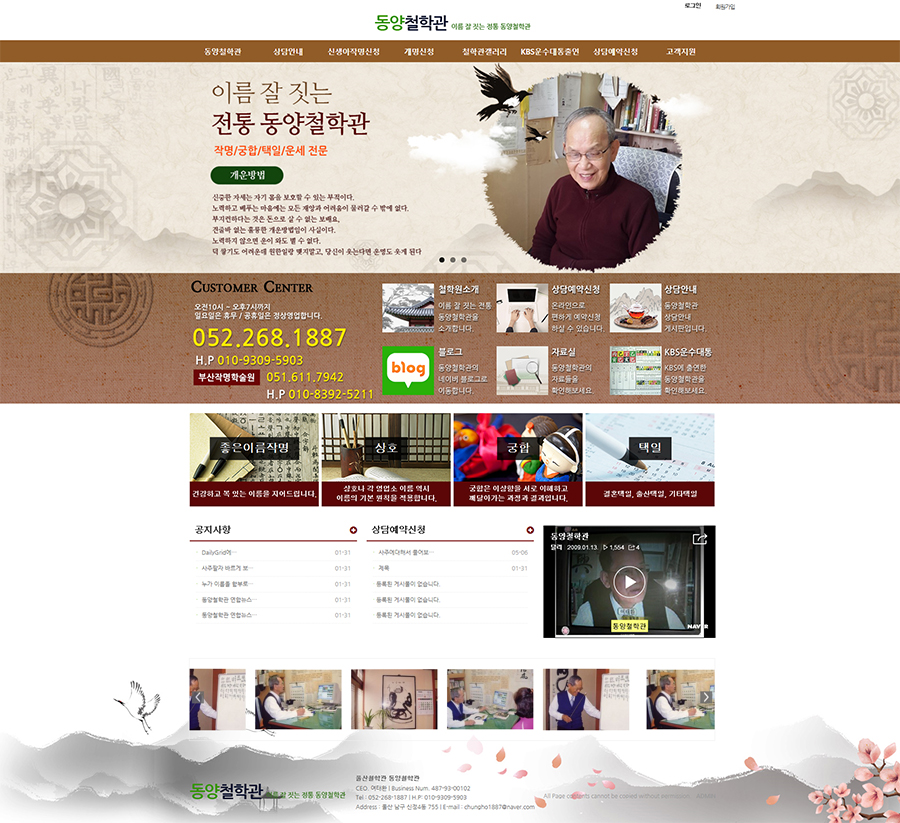 로그인 회원가입
동양철학관 이름 잘 짓는 정통 동양철학관
동양철학관 상담안내 신생아작명신청 개명신청 철학관갤러리 KBS운수대통출연 상담예약신청 고객지원
이름 잘 짓는
전통 동양철학관
작명/궁합/택일/운세 전문
개운방법
신중한 자세는 자기 몸을 보호할 수 있는 부적이다.
노력하고 베푸는 마음에는 모든 재앙과 어려움이 물러갈 수 밖에 없다.
부지런하다는 것은 돈으로 살 수 없는 보배요,
건강이 훌륭한 개운방법임이 사실이다.
노력하지 않으면 운이 와도 별 수 없다.
덕 쌓기도 어려운데 원한일랑 맺지말고, 당신이 웃는다면 운명도 웃게 된다
CUSTOMER CENTER
오전10시 ~ 오후7시까지
일요일은 휴무 / 공휴일은 정상영업합니다.
052.268.1887
H.P 010-9309-5903
부산작명학술원 051.611.7942
H.P 010-8392-5211
철학원소개
이름 잘 짓는 전통
동양철학관을
소개합니다.
상담예약신청
온라인으로
편하게 예약신청
하실 수 있습니다.
상담안내
동양철학관
상담안내
게시판입니다.
blog
블로그
동양철학관의
네이버 블로그로
이동합니다.
자료실
동양철학관의
자료들을
확인해보세요.
KBS운수대통
KBS에 출연한
동양철학관을
확인해보세요.
좋은이름작명
건강하고 복 있는 이름을 지어드립니다.
상호
상호나 각 영업소 이름 역시
이름의 기본 원칙을 적용합니다.
궁합
궁합은 이상향을 서로 이해하고
깨달아가는 과정과 결과입니다.
택일
결혼택일, 출산택일, 기타택일
공지사항
DailyGrid에… 01-31
사주팔자 바르게 보… 01-31
누가 이름을 함부로… 01-31
동양철학관 연합뉴스… 01-31
동양철학관 연합뉴스… 01-31
상담예약신청
사주에더해서 물어보… 05-06
제목 01-31
등록된 게시물이 없습니다.
등록된 게시물이 없습니다.
등록된 게시물이 없습니다.
동양철학관
2009.01.13. 1,554 4
동양철학관
NAVER
동양철학관 이름 잘 짓는 정통 동양철학관
울산철학관 동양철학관
CEO. 여태원 | Business Num. 487-93-00102
Tel : 052-268-1887 | H.P: 010-9309-5903
Address : 울산 남구 신정4동 755 | E-mail : chungho1887@naver.com
All Page contents cannot be copied without permission.